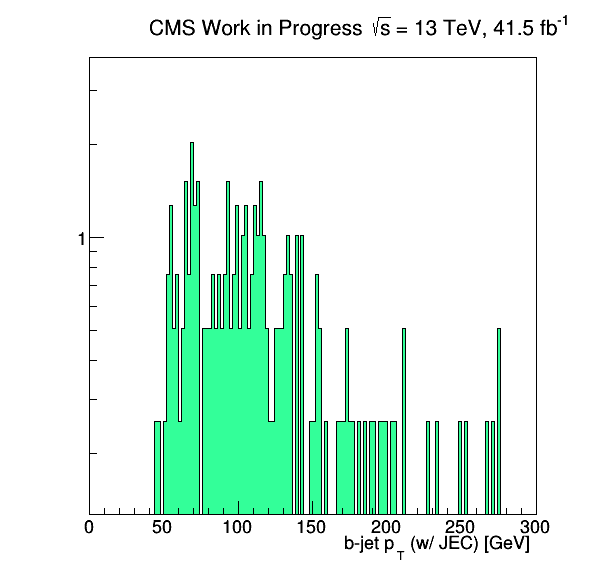 CMS Work in Progress √s = 13 TeV, 41.5 fb⁻¹
1
0 50 100 150 200 250 300
b-jet p_T (w/ JEC) [GeV]